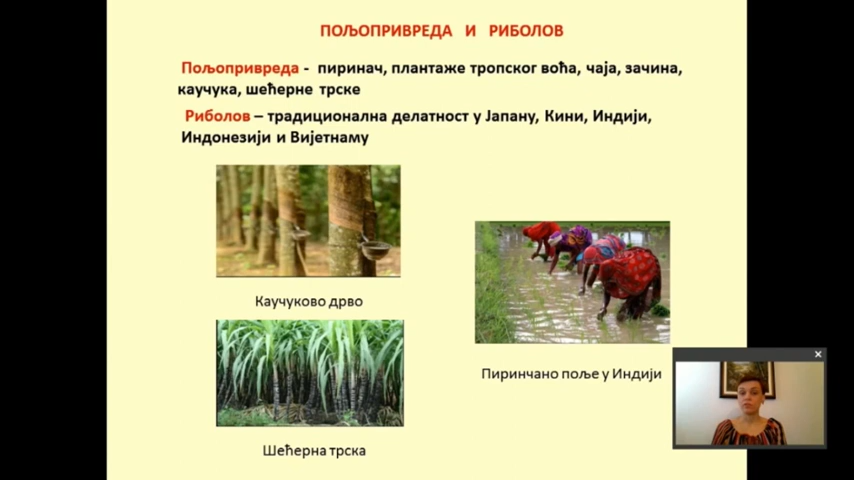 ПОЉОПРИВРЕДА И РИБОЛОВ
Пољопривреда - пиринач, плантаже тропског воћа, чаја, зачина,
каучука, шећерне трске
Риболов – традиционална делатност у Јапану, Кини, Индији,
Индонезији и Вијетнаму
Каучуково дрво
Пиринчано поље у Индији
Шећерна трска